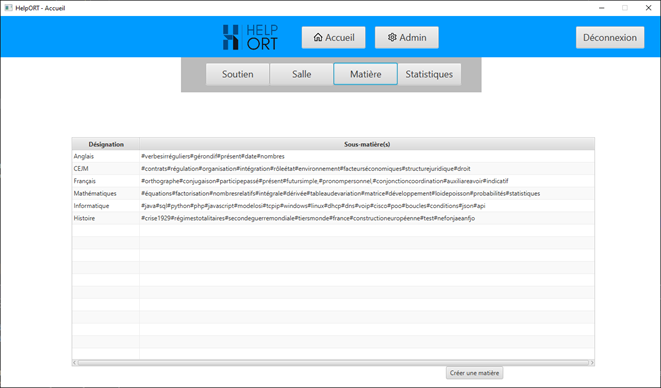 HelpORT - Accueil
HELP
ORT
Accueil
Admin
Déconnexion
Soutien
Salle
Matière
Statistiques
Désignation Sous-matière(s)
Anglais #verbesirréguliers#gérondif#présent#date#nombres
CEJM #contrats#régulation#organisation#intégration#rôleétat#environnement#facteurséconomiques#structurejuridique#droit
Français #orthographe#conjugaison#participepassé#présent#futursimple,#pronompersonnel,#conjonctioncoordination#auxiliareavoir#indicatif
Mathématiques #équations#factorisation#nombresrelatifs#intégrale#dérivée#tableaudevariation#matrice#développement#loidepoisson#probabilités#statistiques
Informatique #java#sql#python#php#javascript#modelosi#tcpip#windows#linux#dhcp#dns#voip#cisco#poo#boucles#conditions#json#api
Histoire #crise1929#régimestotalitaires#secondeguerremondiale#tiersmonde#france#constructioneuropéenne#test#nefonjaeanfjo
Créer une matière